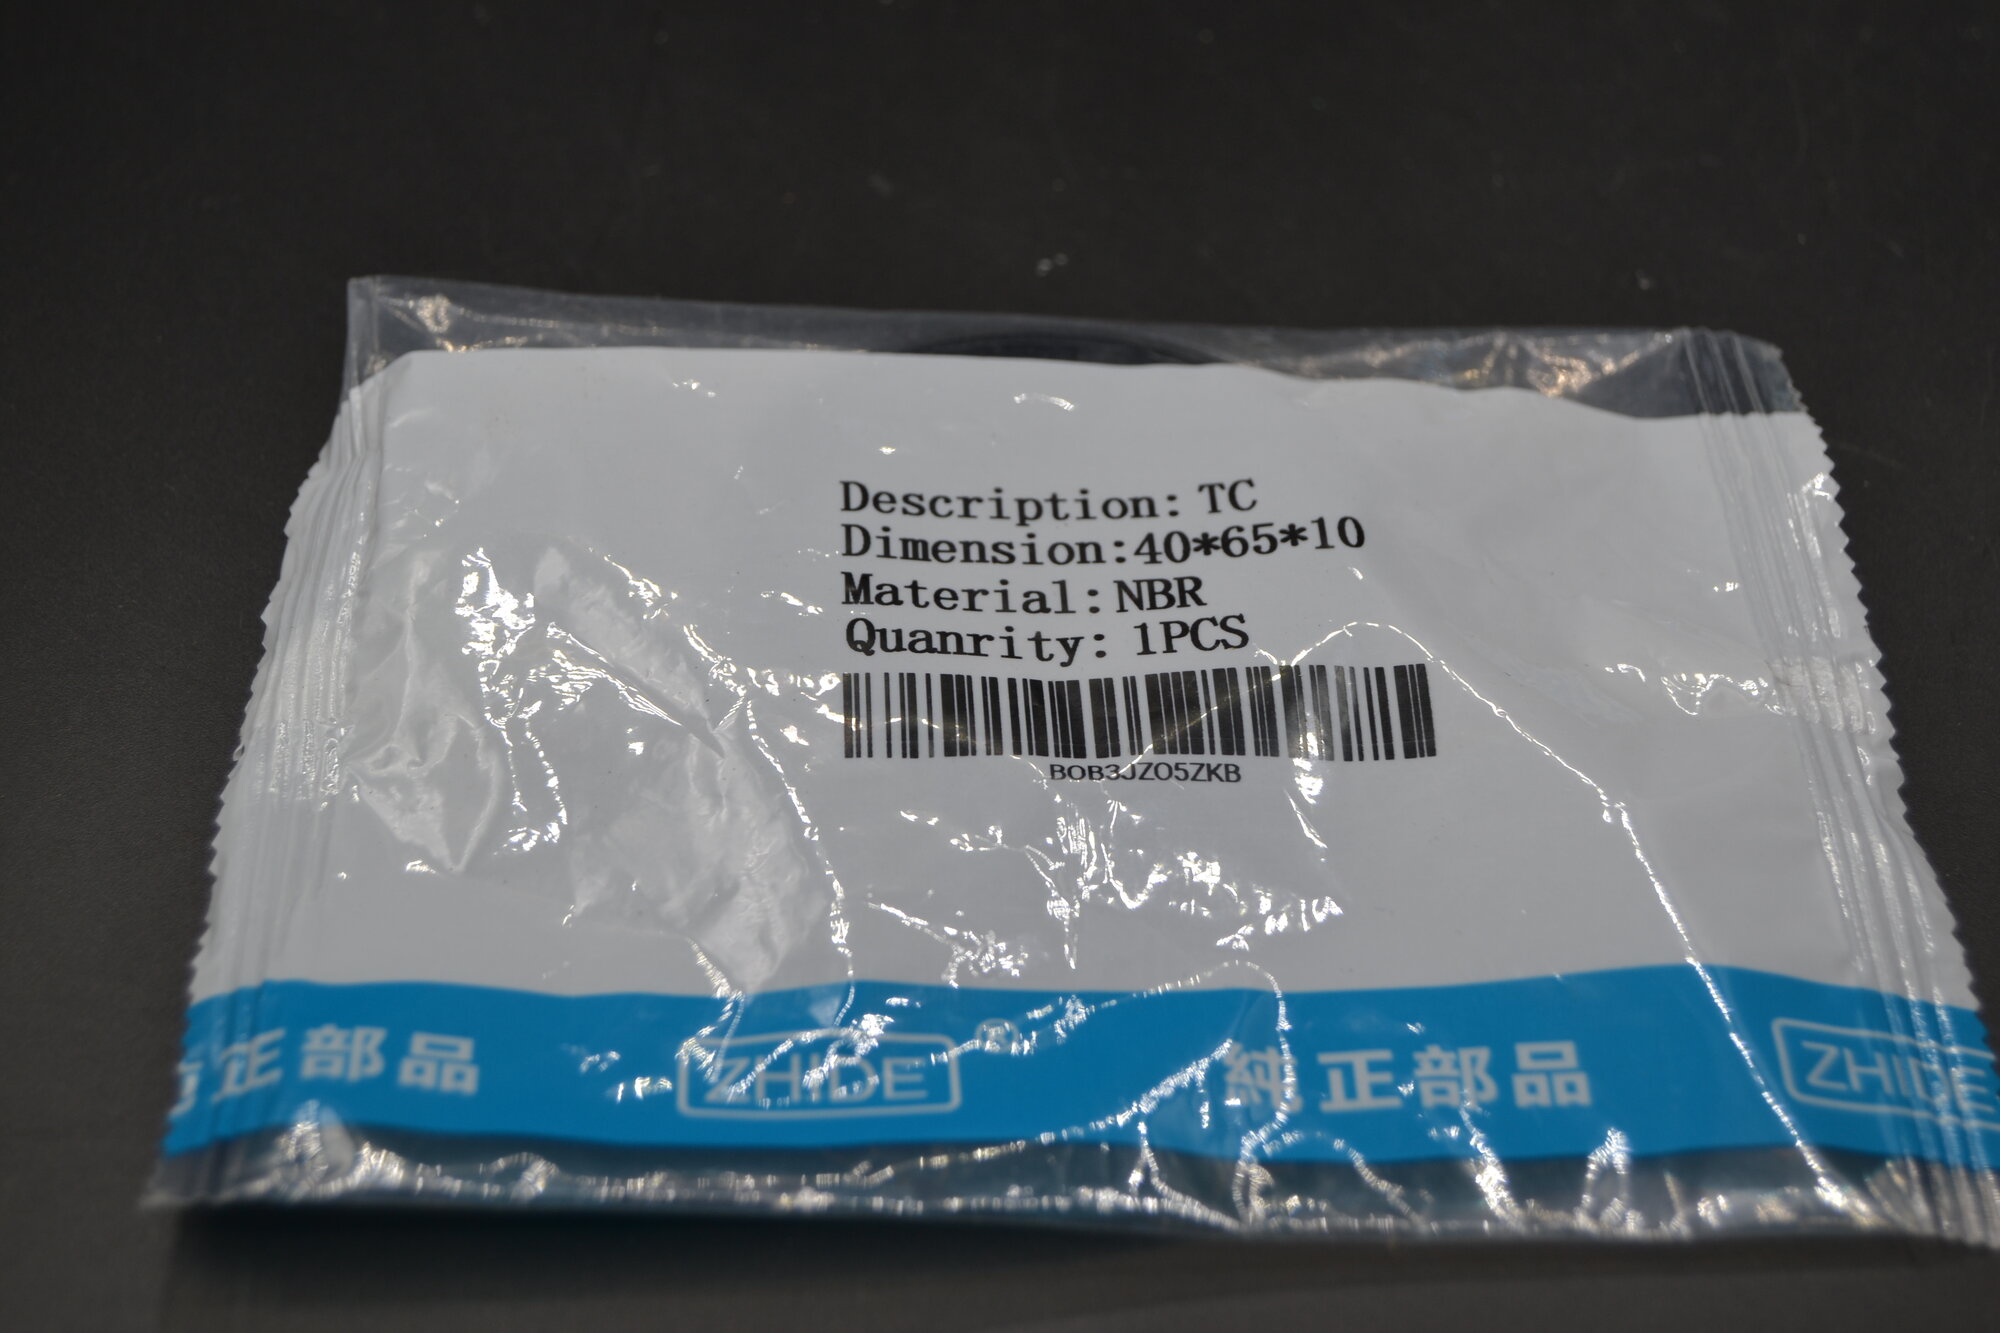 Description: TC
Dimension:40*65*10
Material:NBR
Quanrity: 1PCS
BOB3JZO5ZKB
正部品 ZHIDE ® 純正部品 ZHIDE